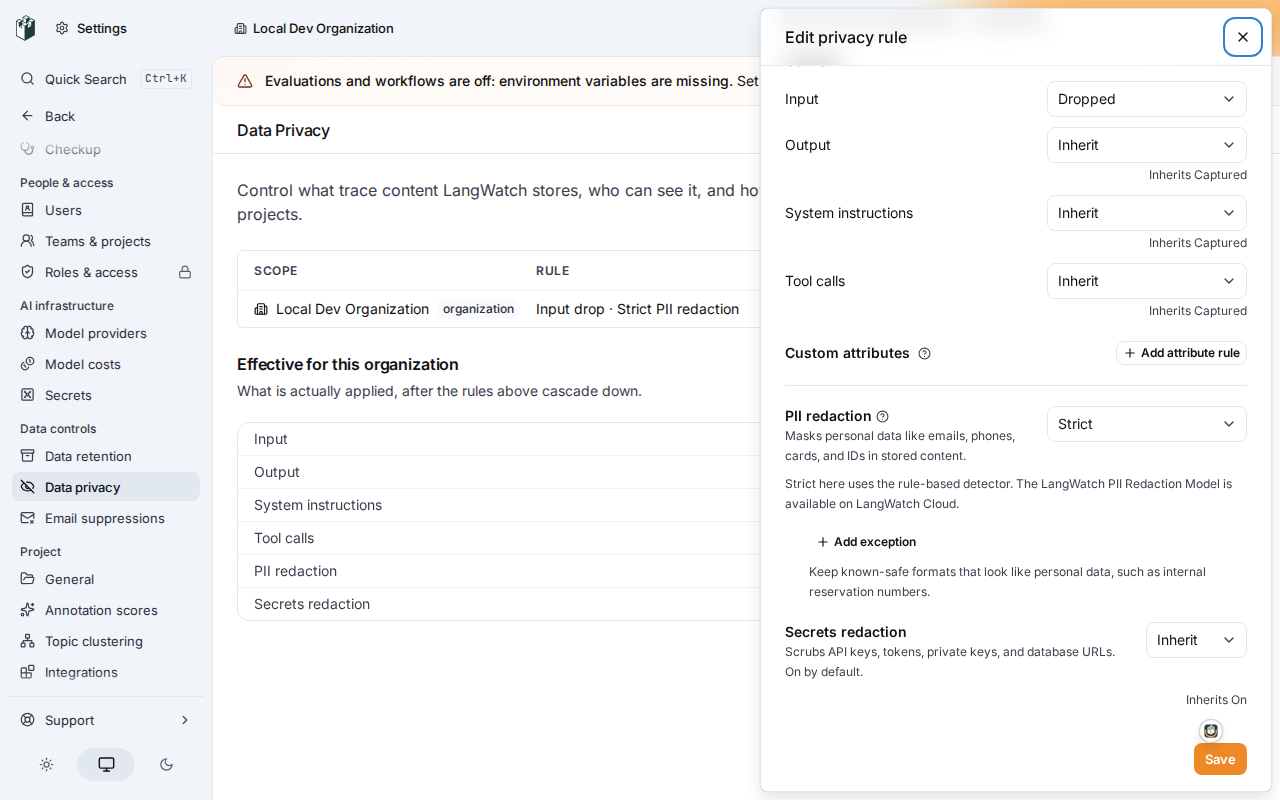 Settings
Local Dev Organization
Quick Search
Ctrl+K
Back
Checkup
People & access
Users
Teams & projects
Roles & access
AI infrastructure
Model providers
Model costs
Secrets
Data controls
Data retention
Data privacy
Email suppressions
Project
General
Annotation scores
Topic clustering
Integrations
Support
Evaluations and workflows are off: environment variables are missing. Set
Data Privacy
Control what trace content LangWatch stores, who can see it, and ho
projects.
SCOPE
RULE
Local Dev Organization
organization
Input drop · Strict PII redaction
Effective for this organization
What is actually applied, after the rules above cascade down.
Input
Output
System instructions
Tool calls
PII redaction
Secrets redaction
Edit privacy rule
Input
Dropped
Output
Inherit
Inherits Captured
System instructions
Inherit
Inherits Captured
Tool calls
Inherit
Inherits Captured
Custom attributes
+ Add attribute rule
PII redaction
Strict
Masks personal data like emails, phones,
cards, and IDs in stored content.
Strict here uses the rule-based detector. The LangWatch PII Redaction Model is
available on LangWatch Cloud.
+ Add exception
Keep known-safe formats that look like personal data, such as internal
reservation numbers.
Secrets redaction
Inherit
Scrubs API keys, tokens, private keys, and database URLs.
On by default.
Inherits On
Save